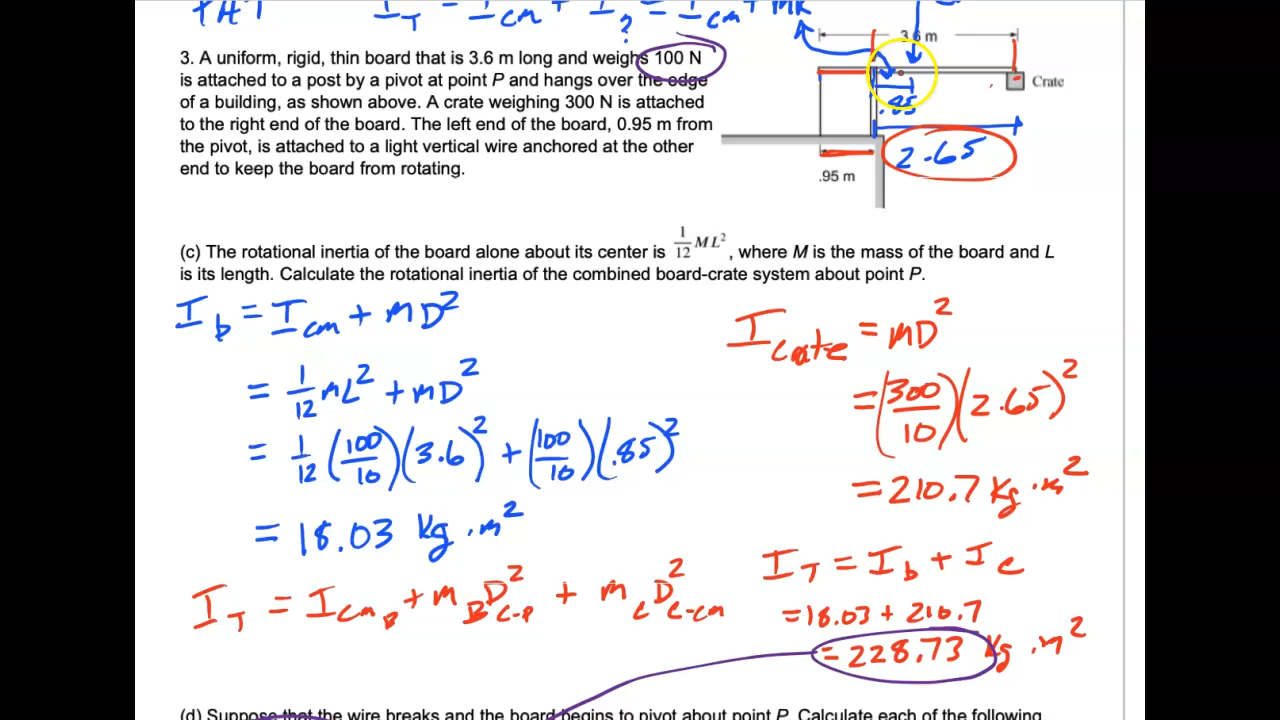 I_T = I_cm + I_? = I_cm + MR
3. A uniform, rigid, thin board that is 3.6 m long and weighs 100 N
is attached to a post by a pivot at point P and hangs over the edge
of a building, as shown above. A crate weighing 300 N is attached
to the right end of the board. The left end of the board, 0.95 m from
the pivot, is attached to a light vertical wire anchored at the other
end to keep the board from rotating.
3.6 m
Crate
.85
2.65
.95 m
(c) The rotational inertia of the board alone about its center is 1/12 ML², where M is the mass of the board and L
is its length. Calculate the rotational inertia of the combined board-crate system about point P.
I_b = I_cm + MD²
= 1/12 mL² + mD²
= 1/12 (100/10)(3.6)² + (100/10)(.85)²
= 18.03 kg·m²
I_crate = mD²
= (300/10)(2.65)²
= 210.7 kg·m²
I_T = I_b + I_c
= 18.03 + 210.7
= 228.73 kg·m²
I_T = I_cm_B + m_B D²_C-P + m_C D²_C-cm
(d) Suppose that the wire breaks and the board begins to pivot about point P. Calculate each of the following